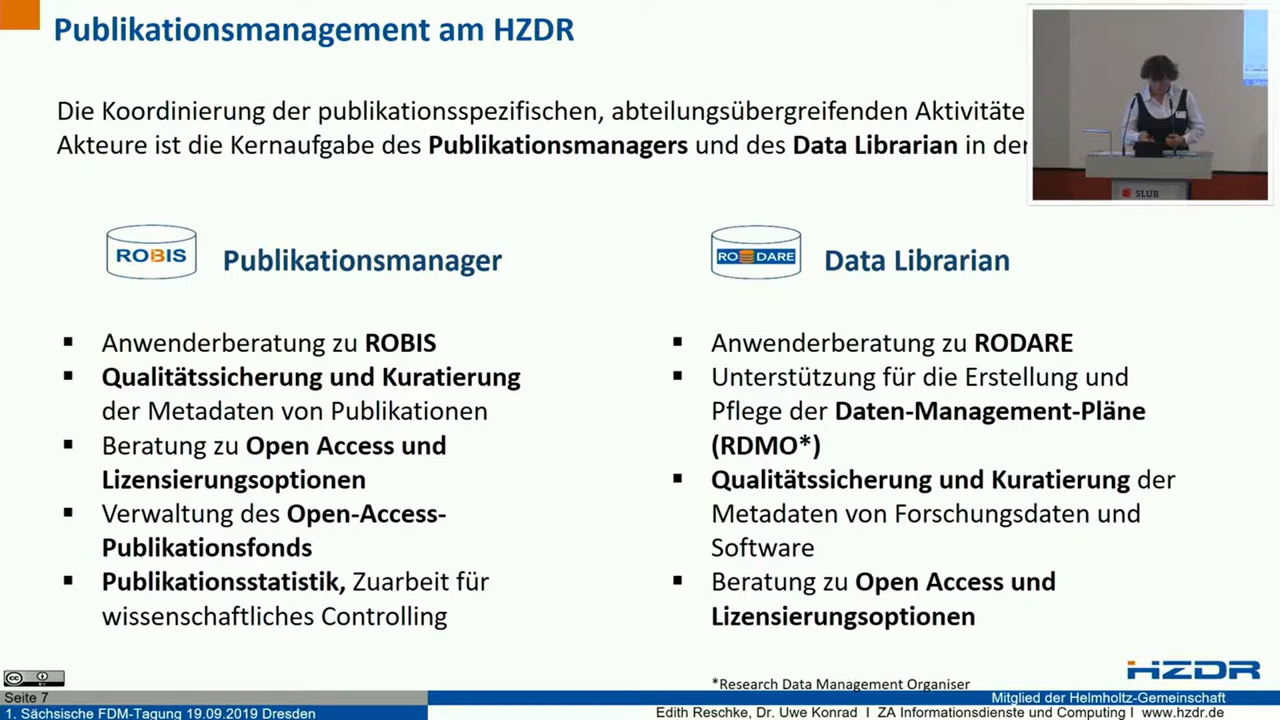 Publikationsmanagement am HZDR
Die Koordinierung der publikationsspezifischen, abteilungsübergreifenden
Akteure ist die Kernaufgabe des Publikationsmanagers und des Data Librarian in
SLUB
ROBIS
Publikationsmanager
▪ Anwenderberatung zu ROBIS
▪ Qualitätssicherung und Kuratierung
der Metadaten von Publikationen
▪ Beratung zu Open Access und
Lizensierungsoptionen
▪ Verwaltung des Open-Access-
Publikationsfonds
▪ Publikationsstatistik, Zuarbeit für
wissenschaftliches Controlling
RODARE
Data Librarian
▪ Anwenderberatung zu RODARE
▪ Unterstützung für die Erstellung und
Pflege der Daten-Management-Pläne
(RDMO*)
▪ Qualitätssicherung und Kuratierung der
Metadaten von Forschungsdaten und
Software
▪ Beratung zu Open Access und
Lizensierungsoptionen
*Research Data Management Organiser
HZDR
cc BY
Seite 7
Mitglied der Helmholtz-Gemeinschaft
1. Sächsische FDM-Tagung 19.09.2019 Dresden
Edith Reschke, Dr. Uwe Konrad I ZA Informationsdienste und Computing I www.hzdr.de